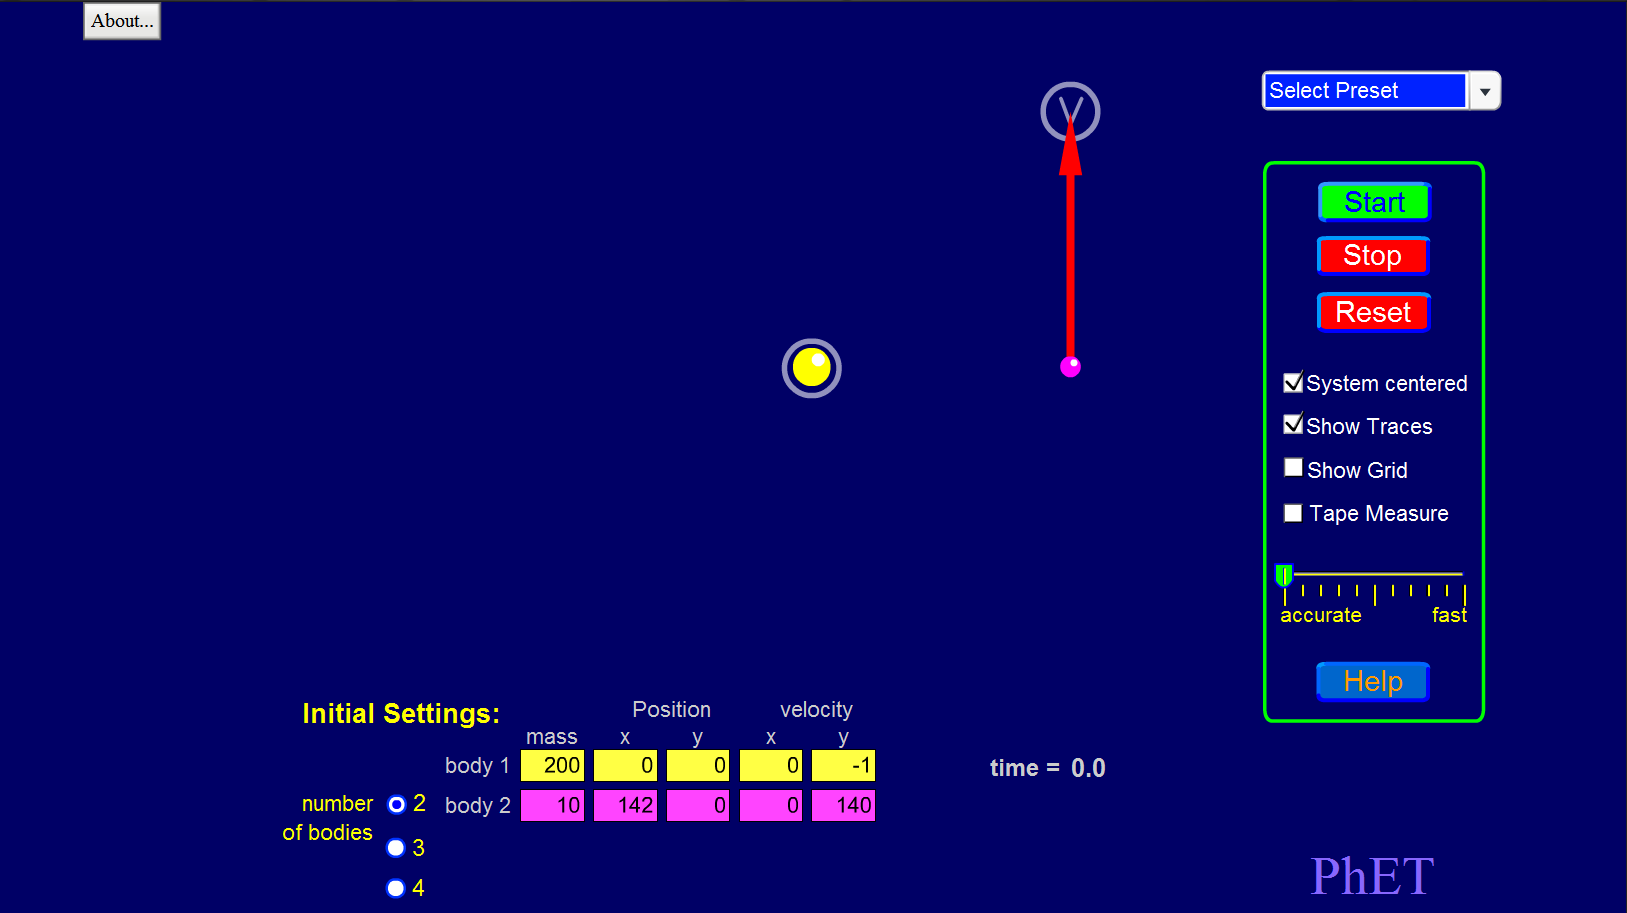 About...
V
Select Preset
Start
Stop
Reset
System centered
Show Traces
Show Grid
Tape Measure
accurate fast
Help
Initial Settings:
Position velocity
mass x y x y
body 1 200 0 0 0 -1
body 2 10 142 0 0 140
number of bodies
2
3
4
time = 0.0
PhET